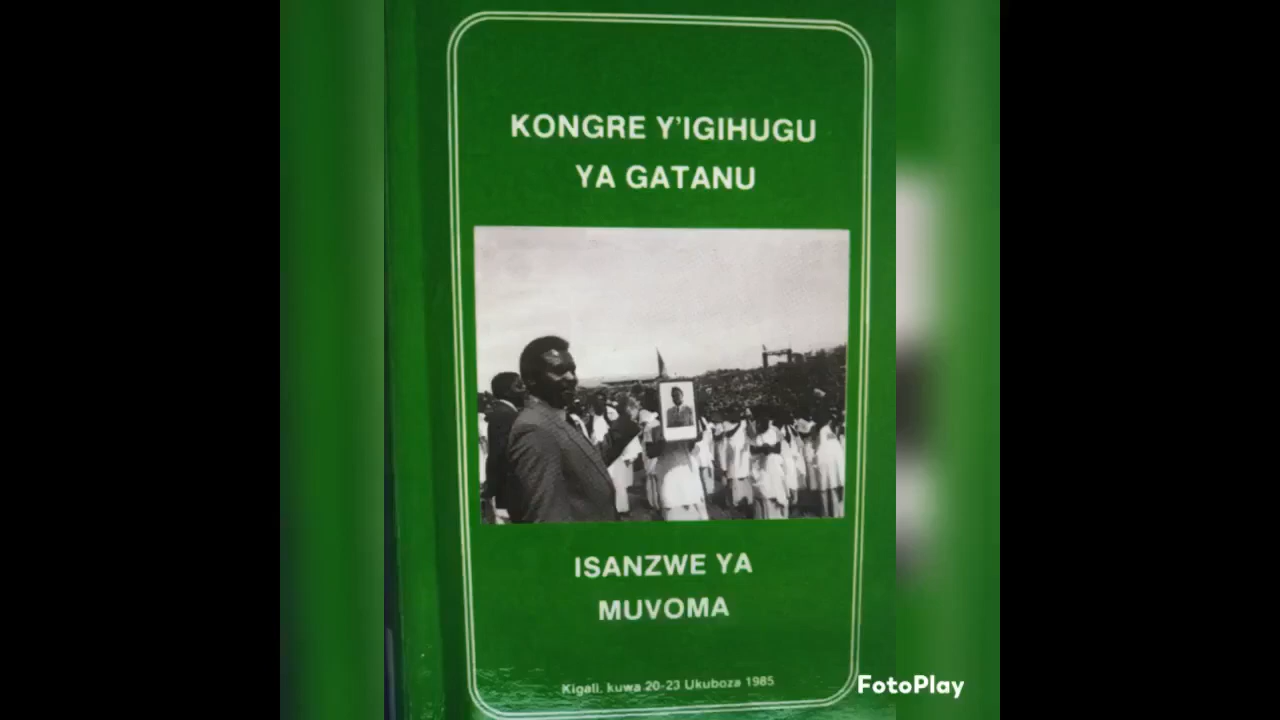 KONGRE Y'IGIHUGU
YA GATANU
ISANZWE YA
MUVOMA
Kigali, kuwa 20-23 Ukuboza 1985
FotoPlay